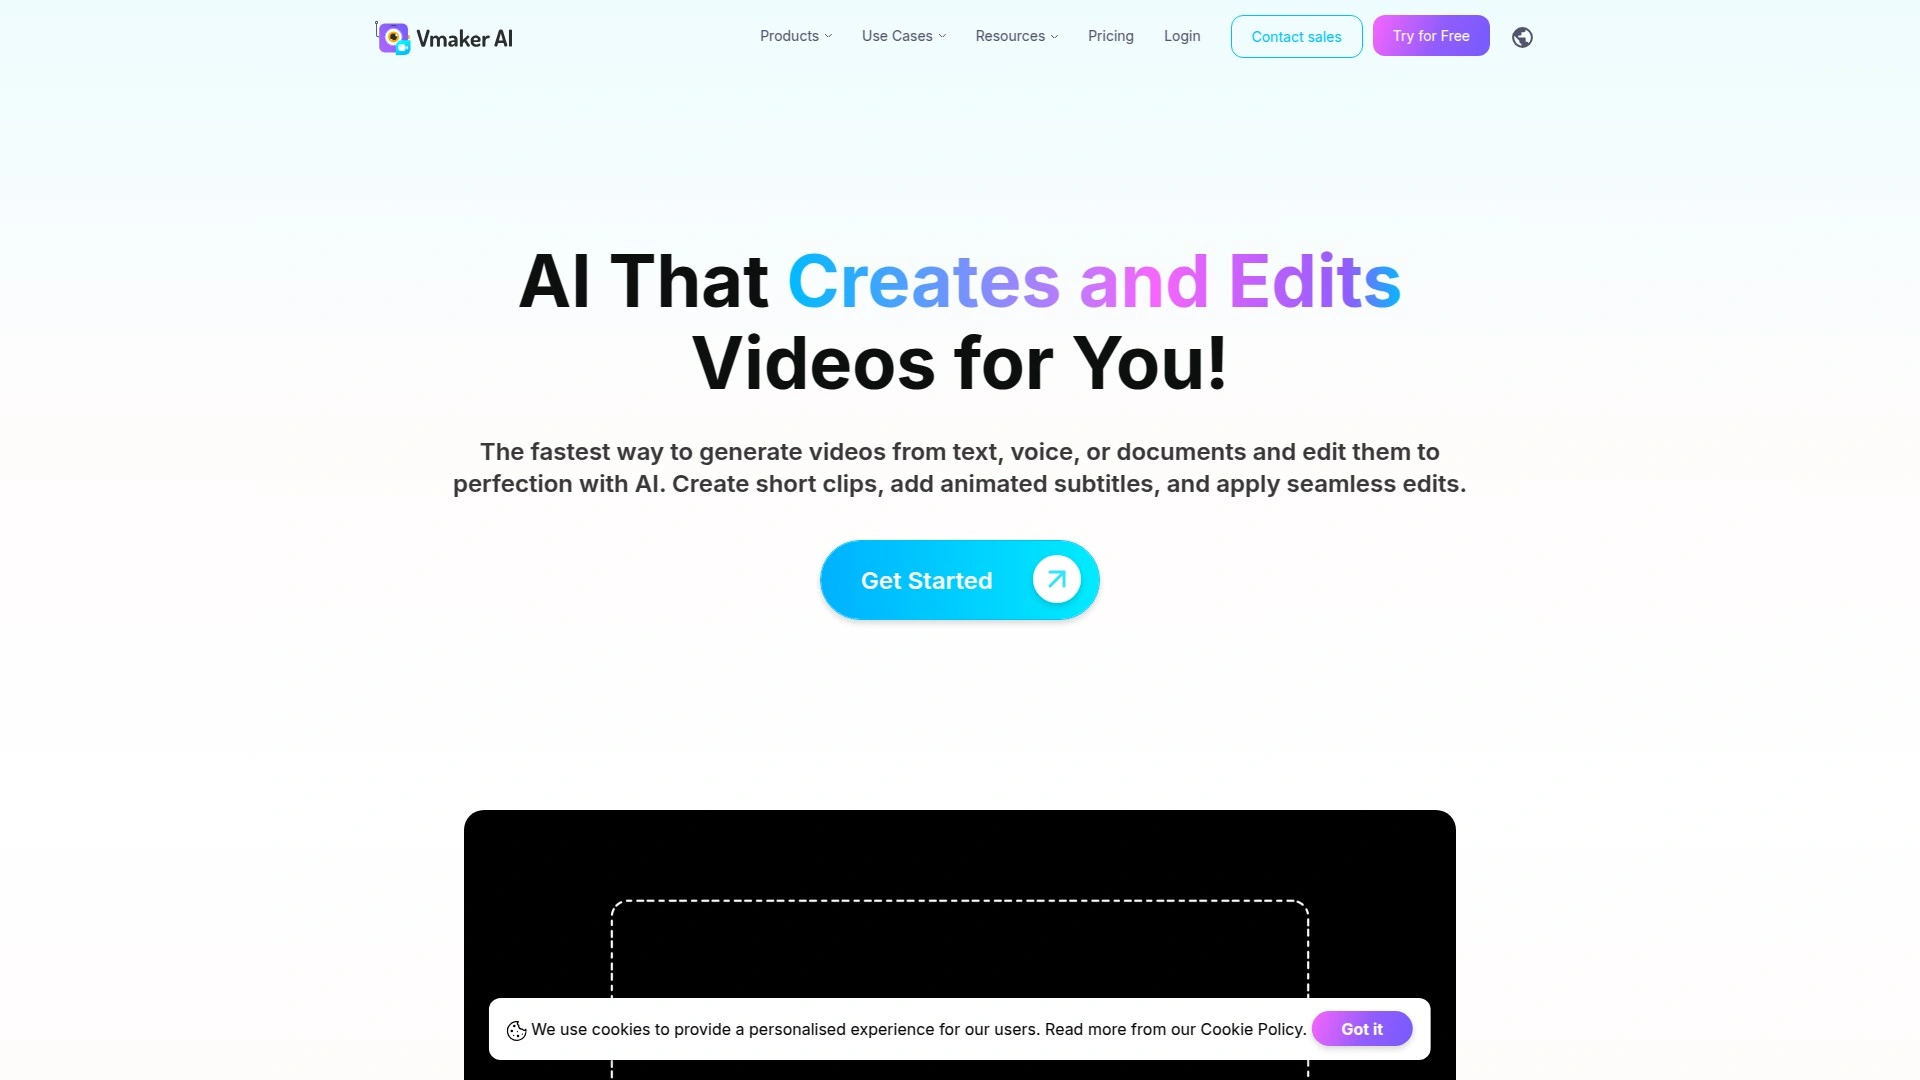 Vmaker AI
Products
Use Cases
Resources
Pricing
Login
Contact sales
Try for Free
AI That Creates and Edits
Videos for You!
The fastest way to generate videos from text, voice, or documents and edit them to
perfection with AI. Create short clips, add animated subtitles, and apply seamless edits.
Get Started
We use cookies to provide a personalised experience for our users. Read more from our Cookie Policy.
Got it